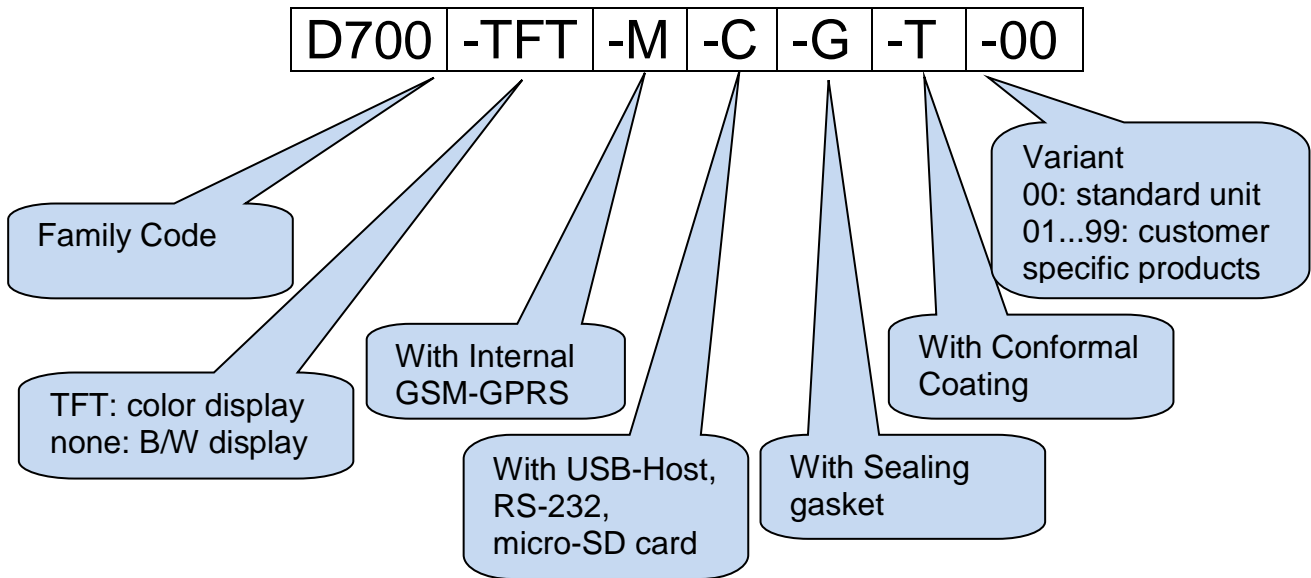 D700 -TFT -M -C -G -T -00
Family Code
TFT: color display
none: B/W display
With Internal
GSM-GPRS
With USB-Host,
RS-232,
micro-SD card
With Sealing
gasket
With Conformal
Coating
Variant
00: standard unit
01...99: customer
specific products